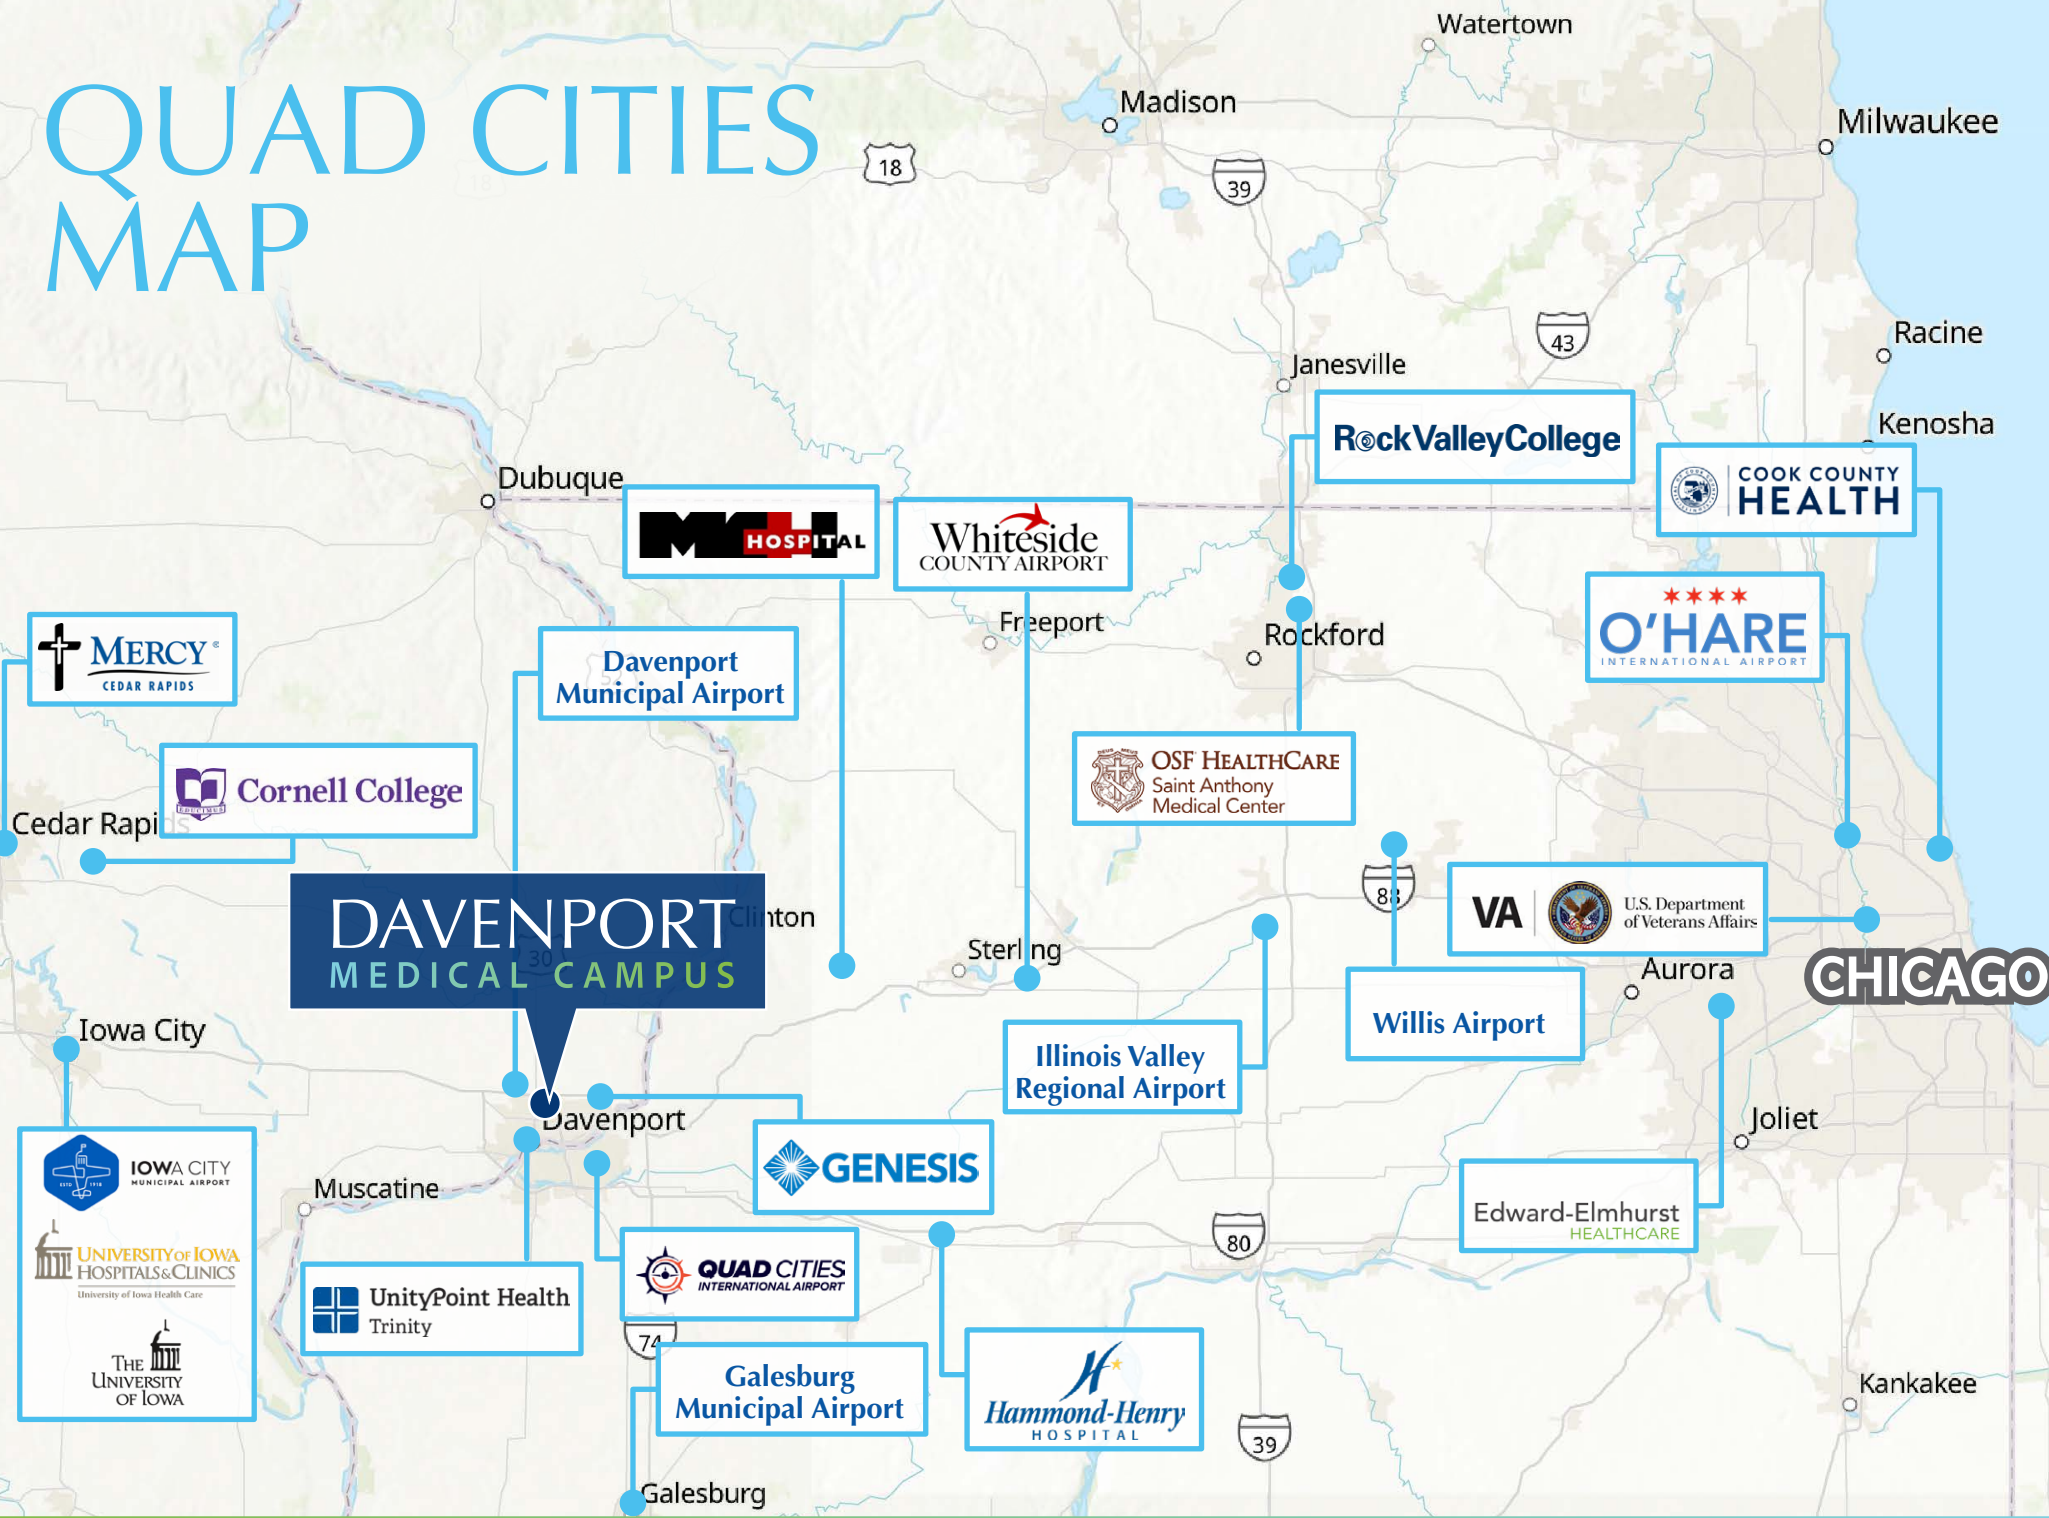 QUAD CITIES
MAP
Watertown
Madison
Milwaukee
18
39
43
Racine
Janesville
Kenosha
RockValleyCollege
COOK COUNTY
HEALTH
Dubuque
MCH
HOSPITAL
Whiteside
COUNTY AIRPORT
O'HARE
INTERNATIONAL AIRPORT
Freeport
Rockford
MERCY
CEDAR RAPIDS
Davenport
Municipal Airport
52
OSF HEALTHCARE
Saint Anthony
Medical Center
Cornell College
Cedar Rapids
88
VA
U.S. Department
of Veterans Affairs
DAVENPORT
MEDICAL CAMPUS
30
Clinton
Sterling
Aurora
CHICAGO
Willis Airport
Iowa City
Illinois Valley
Regional Airport
Davenport
Joliet
GENESIS
IOWA CITY
MUNICIPAL AIRPORT
ESTD 1918
Muscatine
Edward-Elmhurst
HEALTHCARE
80
UNIVERSITY OF IOWA
HOSPITALS & CLINICS
University of Iowa Health Care
QUAD CITIES
INTERNATIONAL AIRPORT
UnityPoint Health
Trinity
74
THE
UNIVERSITY
OF IOWA
Galesburg
Municipal Airport
Hammond-Henry
HOSPITAL
39
Kankakee
Galesburg